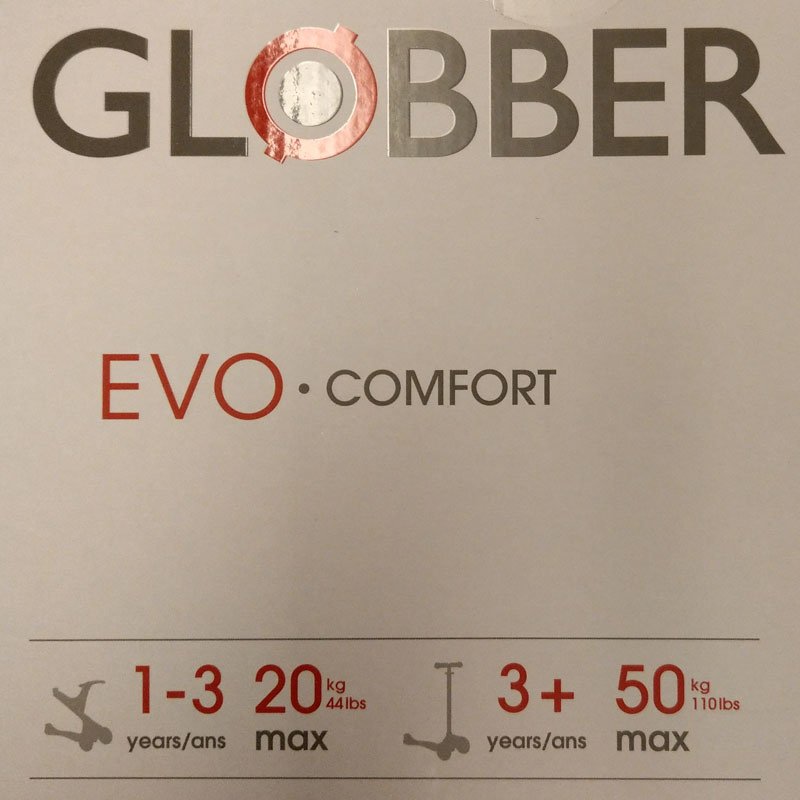 GLOBBER
EVO • COMFORT
1-3 20 kg 3+ 50 kg
44lbs 110lbs
years/ans max years/ans max